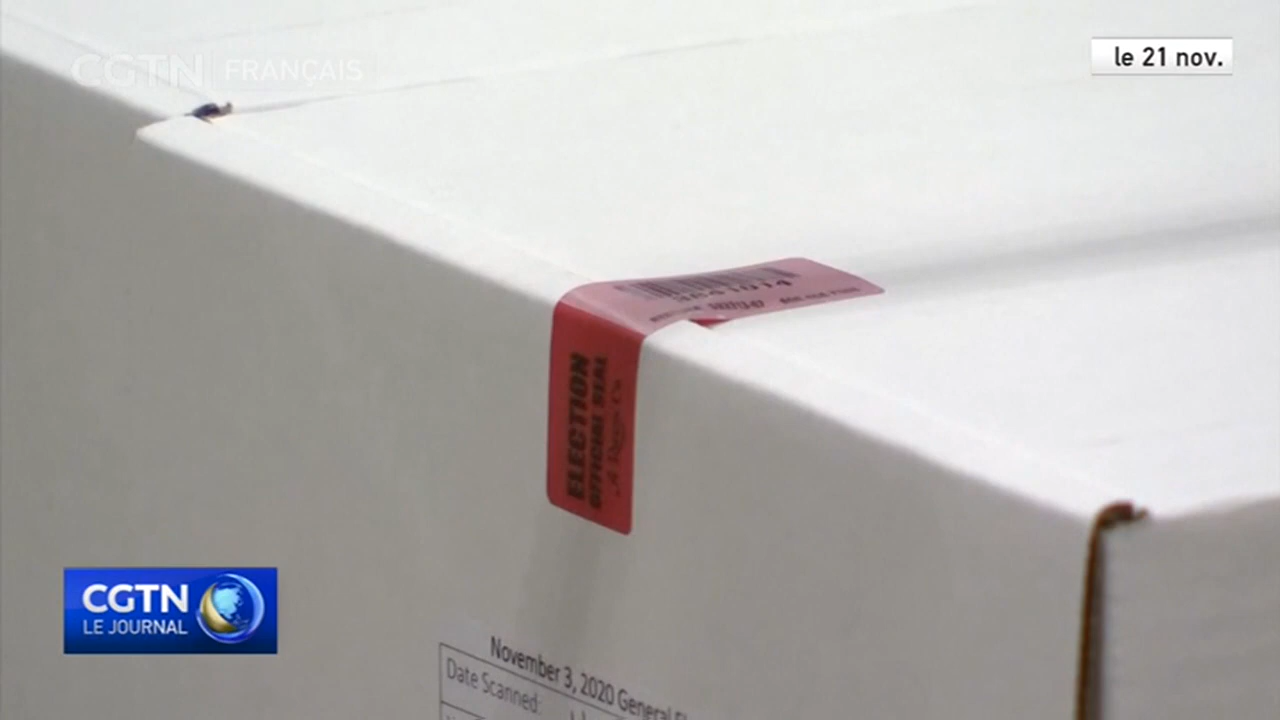 CGTN FRANÇAIS
le 21 nov.
ELECTION
OFFICIAL SEAL
CGTN
LE JOURNAL
November 3, 2020 General
Date Scanned: